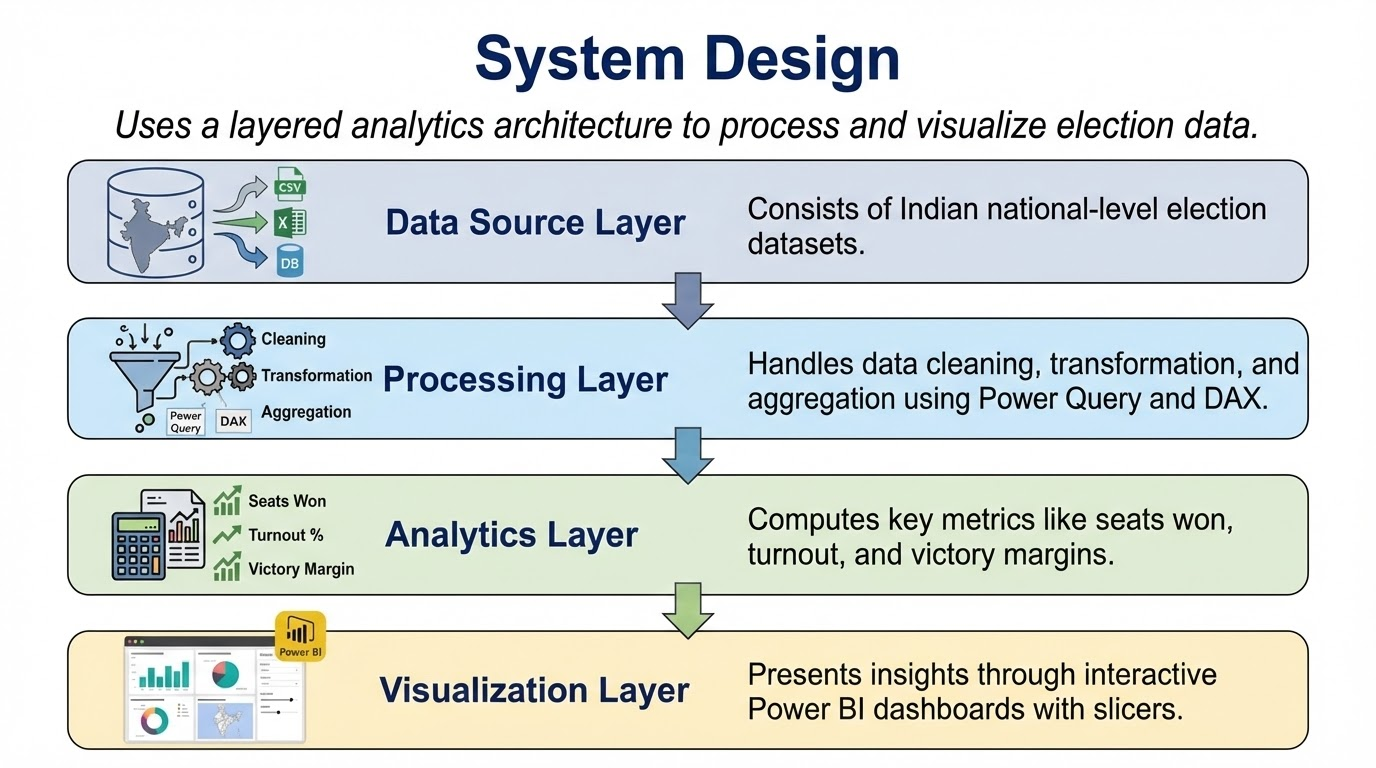 System Design
Uses a layered analytics architecture to process and visualize election data.
CSV
X
DB
Data Source Layer
Consists of Indian national-level election
datasets.
Cleaning
Transformation
Aggregation
Pewer
Query
DAX
Processing Layer
Handles data cleaning, transformation, and
aggregation using Power Query and DAX.
Seats Won
Turnout %
Victory Margin
Analytics Layer
Computes key metrics like seats won,
turnout, and victory margins.
Power BI
Visualization Layer
Presents insights through interactive
Power BI dashboards with slicers.